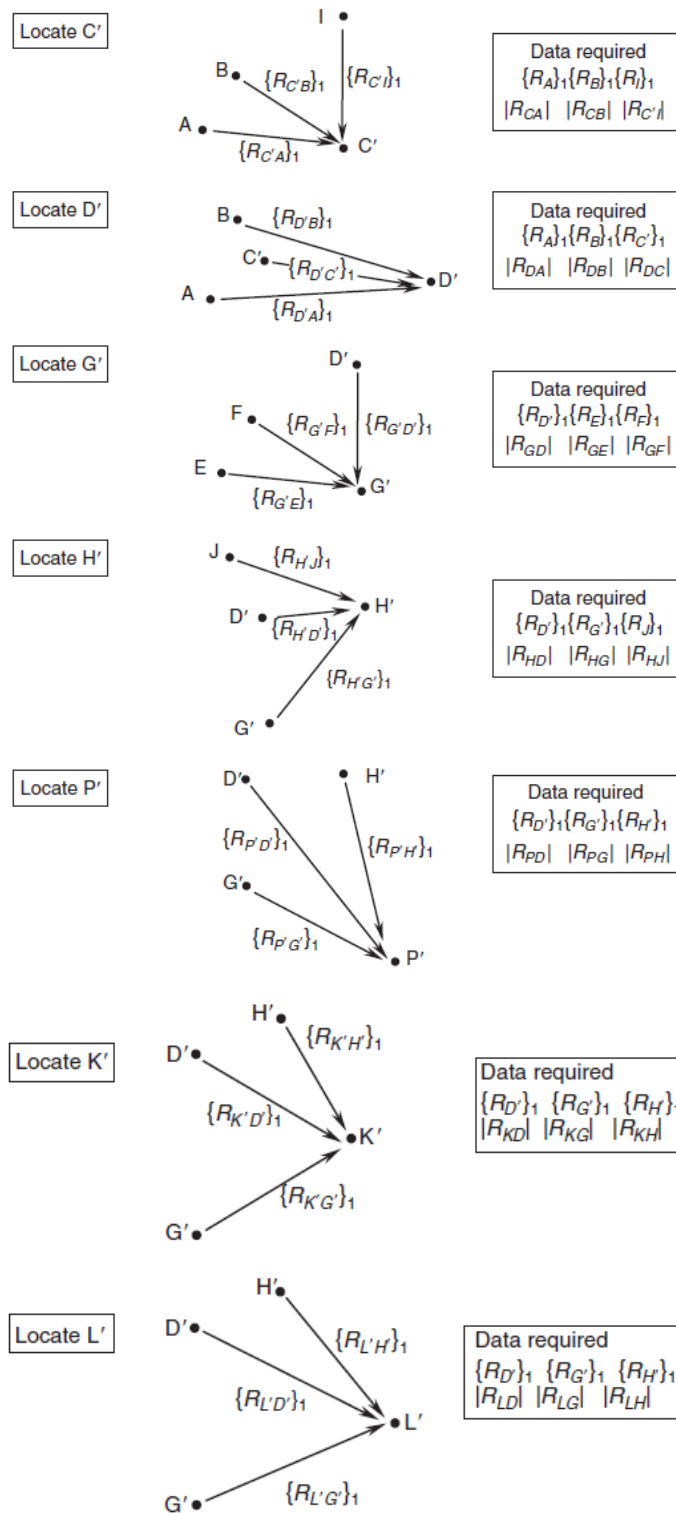 Locate C′
I
B
{R_{C′B}}₁
{R_{C′I}}₁
A
{R_{C′A}}₁
C′
Data required
{R_A}₁{R_B}₁{R_I}₁
|R_{CA}| |R_{CB}| |R_{C′I}|
Locate D′
B
{R_{D′B}}₁
C′
{R_{D′C′}}₁
D′
A
{R_{D′A}}₁
Data required
{R_A}₁{R_B}₁{R_{C′}}₁
|R_{DA}| |R_{DB}| |R_{DC}|
Locate G′
D′
F
{R_{G′F}}₁
{R_{G′D′}}₁
E
{R_{G′E}}₁
G′
Data required
{R_{D′}}₁{R_E}₁{R_F}₁
|R_{GD}| |R_{GE}| |R_{GF}|
Locate H′
J
{R_{H′J}}₁
H′
D′
{R_{H′D′}}₁
{R_{H′G′}}₁
G′
Data required
{R_{D′}}₁{R_{G′}}₁{R_J}₁
|R_{HD}| |R_{HG}| |R_{HJ}|
Locate P′
D′
H′
{R_{P′D′}}₁
{R_{P′H′}}₁
G′
{R_{P′G′}}₁
P′
Data required
{R_{D′}}₁{R_{G′}}₁{R_{H′}}₁
|R_{PD}| |R_{PG}| |R_{PH}|
Locate K′
H′
{R_{K′H′}}₁
D′
{R_{K′D′}}₁
K′
{R_{K′G′}}₁
G′
Data required
{R_{D′}}₁ {R_{G′}}₁ {R_{H′}}₁
|R_{KD}| |R_{KG}| |R_{KH}|
Locate L′
H′
D′
{R_{L′H′}}₁
{R_{L′D′}}₁
L′
{R_{L′G′}}₁
G′
Data required
{R_{D′}}₁ {R_{G′}}₁ {R_{H′}}₁
|R_{LD}| |R_{LG}| |R_{LH}|